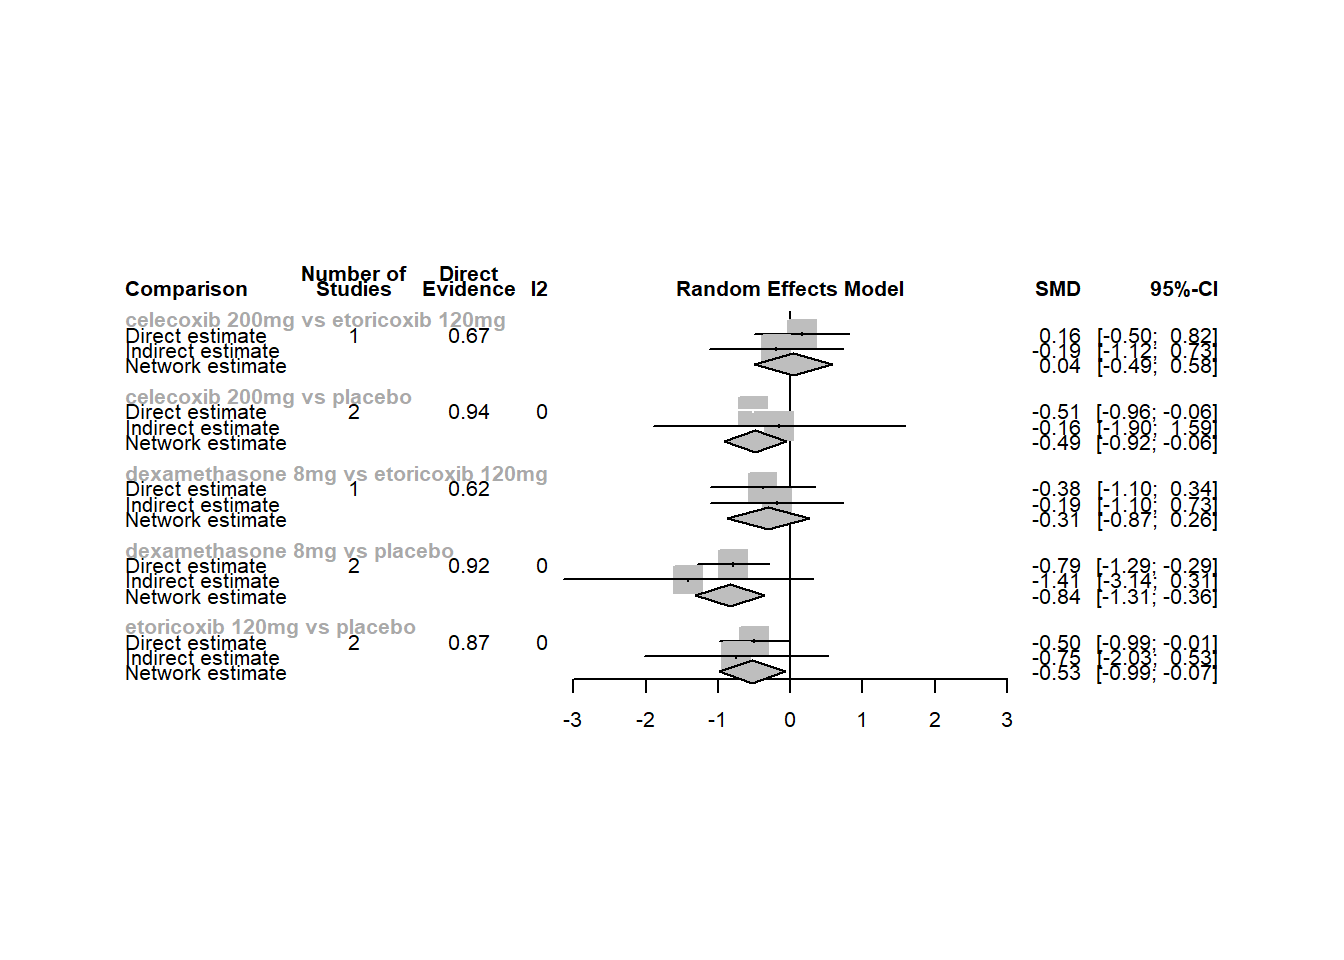 Number of Direct
Comparison Studies Evidence I2 Random Effects Model SMD 95%-CI
celecoxib 200mg vs etoricoxib 120mg
Direct estimate 1 0.67 0.16 [-0.50; 0.82]
Indirect estimate -0.19 [-1.12; 0.73]
Network estimate 0.04 [-0.49; 0.58]
celecoxib 200mg vs placebo
Direct estimate 2 0.94 0 -0.51 [-0.96; -0.06]
Indirect estimate -0.16 [-1.90; 1.59]
Network estimate -0.49 [-0.92; -0.06]
dexamethasone 8mg vs etoricoxib 120mg
Direct estimate 1 0.62 -0.38 [-1.10; 0.34]
Indirect estimate -0.19 [-1.10; 0.73]
Network estimate -0.31 [-0.87; 0.26]
dexamethasone 8mg vs placebo
Direct estimate 2 0.92 0 -0.79 [-1.29; -0.29]
Indirect estimate -1.41 [-3.14; 0.31]
Network estimate -0.84 [-1.31; -0.36]
etoricoxib 120mg vs placebo
Direct estimate 2 0.87 0 -0.50 [-0.99; -0.01]
Indirect estimate -0.75 [-2.03; 0.53]
Network estimate -0.53 [-0.99; -0.07]
-3 -2 -1 0 1 2 3